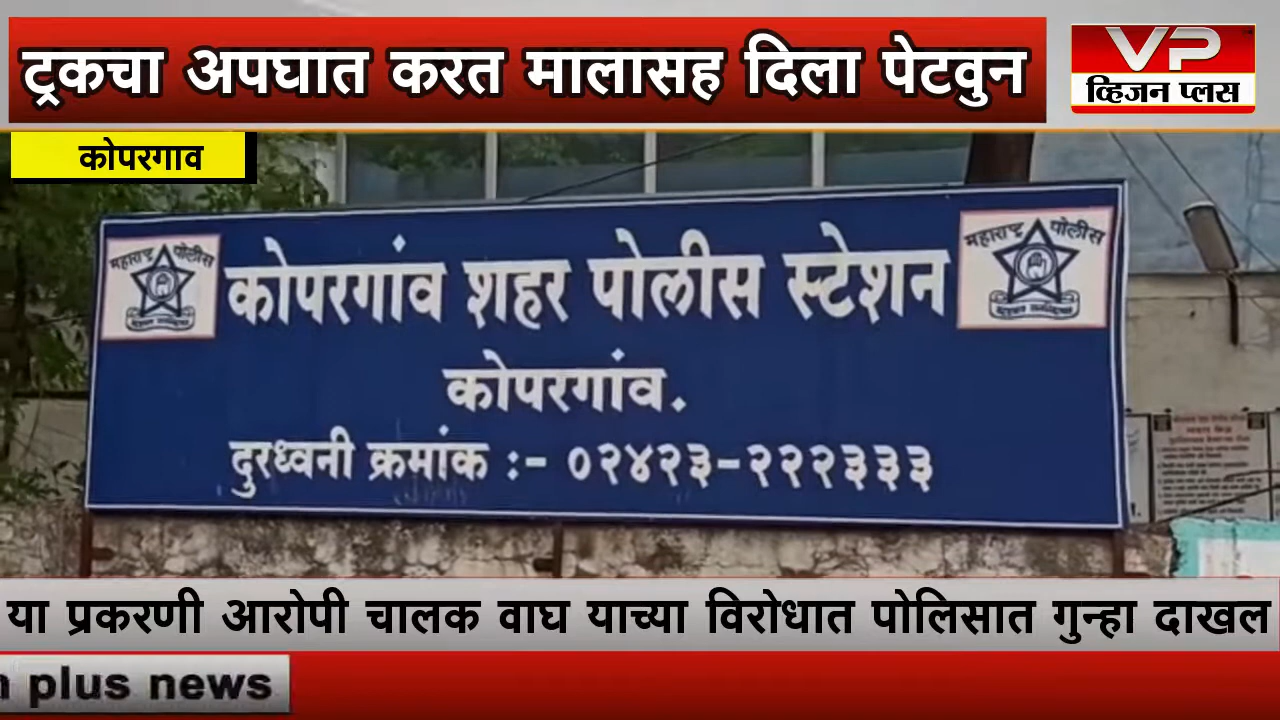 ट्रकचा अपघात करत मालासह दिला पेटवुन
VP
व्हिजन प्लस
कोपरगाव
महाराष्ट्र पोलीस
महाराष्ट्र पोलीस
कोपरगांव शहर पोलीस स्टेशन
कोपरगांव.
दुरध्वनी क्रमांक :- ०२४२३-२२२३३३
या प्रकरणी आरोपी चालक वाघ याच्या विरोधात पोलिसात गुन्हा दाखल
plus news